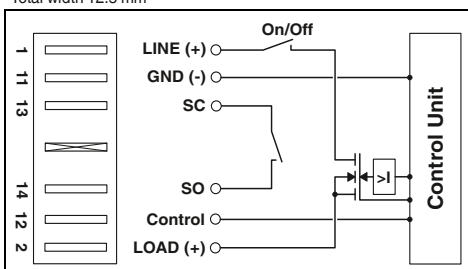 Total width 12.5 mm
On/Off
1 LINE (+)
11 GND (-)
13 SC
14 SO
12 Control
2 LOAD (+)
>I
Control Unit